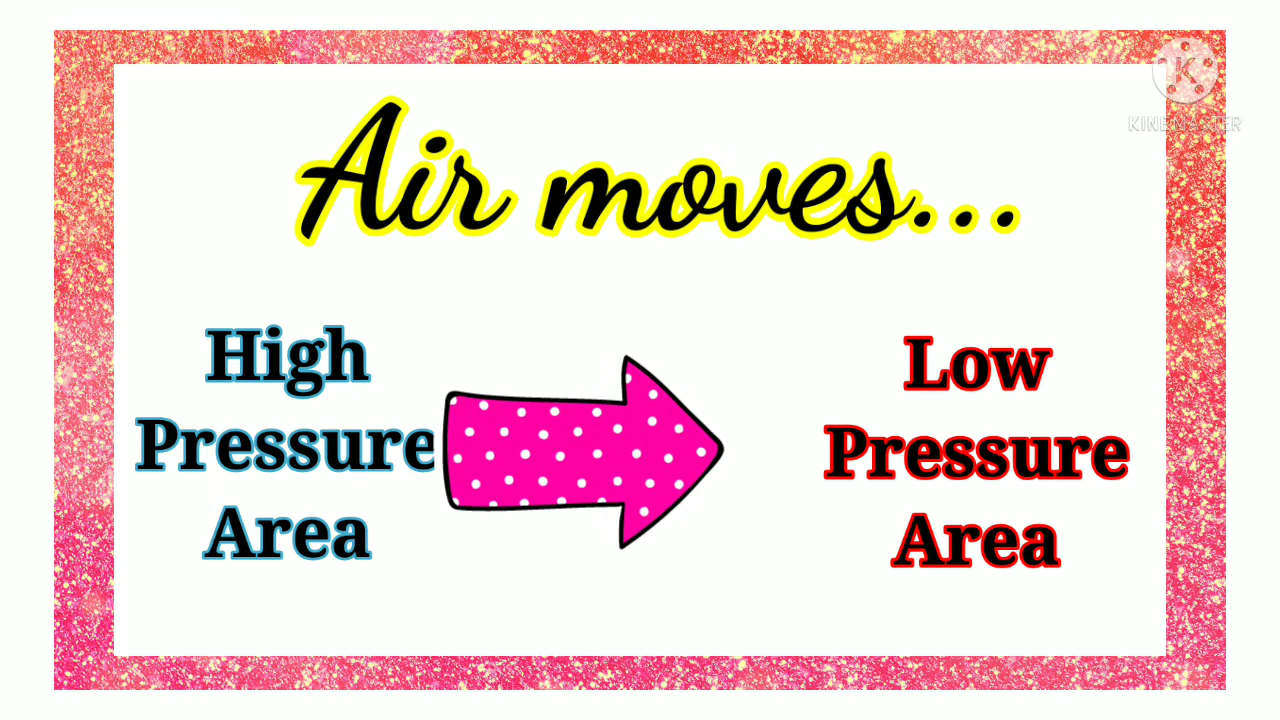 Air moves...
High
Pressure
Area
Low
Pressure
Area
KINEMASTER